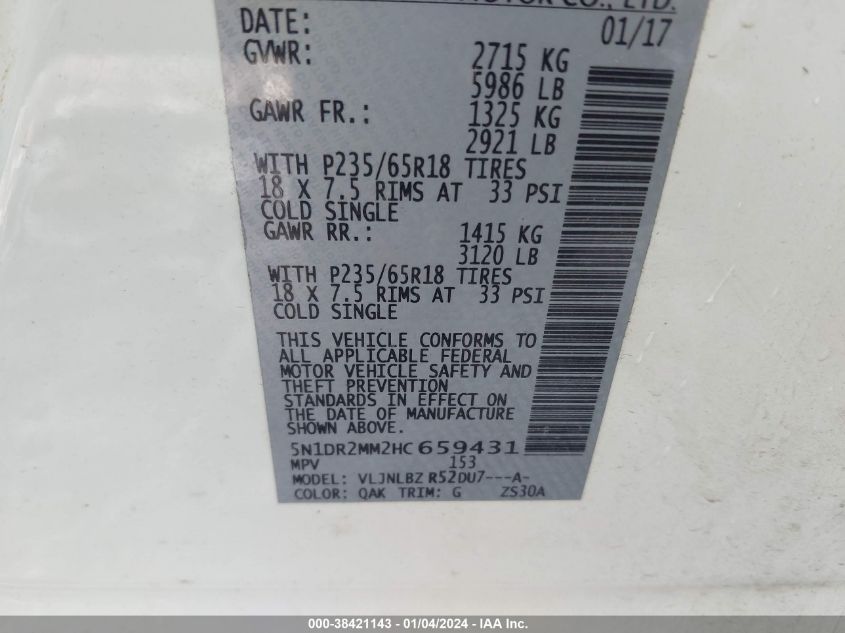 MOTOR CO., LTD.
DATE: 01/17
GVWR: 2715 KG
5986 LB
GAWR FR.: 1325 KG
2921 LB
WITH P235/65R18 TIRES
18 X 7.5 RIMS AT 33 PSI
COLD SINGLE
GAWR RR.: 1415 KG
3120 LB
WITH P235/65R18 TIRES
18 X 7.5 RIMS AT 33 PSI
COLD SINGLE
THIS VEHICLE CONFORMS TO
ALL APPLICABLE FEDERAL
MOTOR VEHICLE SAFETY AND
THEFT PREVENTION
STANDARDS IN EFFECT ON
THE DATE OF MANUFACTURE
SHOWN ABOVE.
5N1DR2MM2HC659431
MPV 153
MODEL: VLJNLBZ R52DU7---A-
COLOR: QAK TRIM: G ZS30A
000-38421143 - 01/04/2024 - IAA Inc.